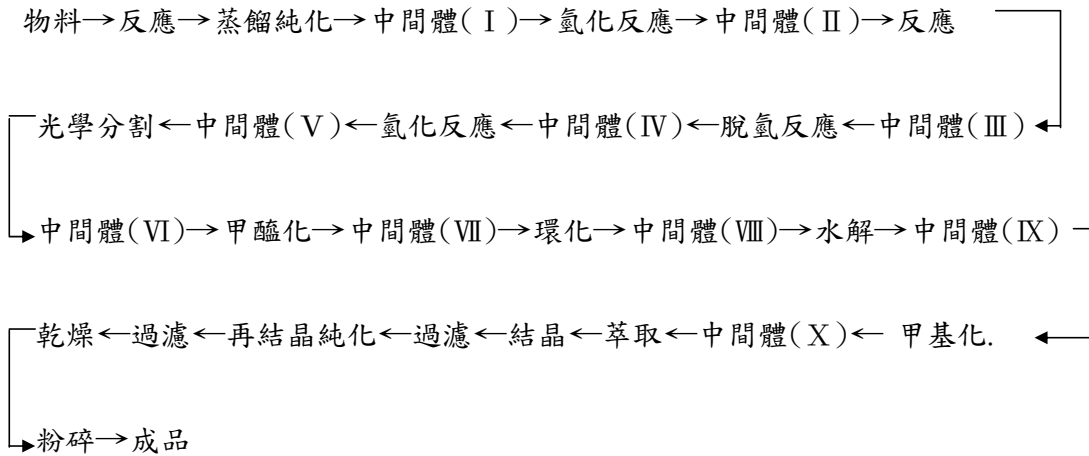 物料→反應→蒸餾純化→中間體(Ⅰ)→氫化反應→中間體(Ⅱ)→反應
光學分割←中間體(Ⅴ)←氫化反應←中間體(Ⅳ)←脫氫反應←中間體(Ⅲ)
中間體(Ⅵ)→甲醯化→中間體(Ⅶ)→環化→中間體(Ⅷ)→水解→中間體(Ⅸ)
乾燥←過濾←再結晶純化←過濾←結晶←萃取←中間體(Ⅹ)← 甲基化.
粉碎→成品